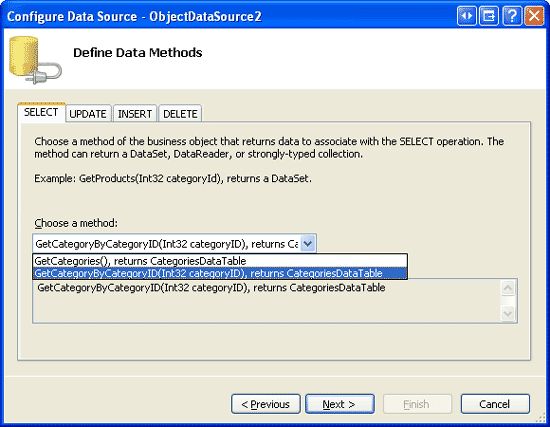 Configure Data Source - ObjectDataSource2
Define Data Methods
SELECT UPDATE INSERT DELETE
Choose a method of the business object that returns data to associate with the SELECT operation. The
method can return a DataSet, DataReader, or strongly-typed collection.
Example: GetProducts(Int32 categoryId), returns a DataSet.
Choose a method:
GetCategoryByCategoryID(Int32 categoryID), returns Ca
GetCategories(), returns CategoriesDataTable
GetCategoryByCategoryID(Int32 categoryID), returns CategoriesDataTable
GetCategoryByCategoryID(Int32 categoryID), returns CategoriesDataTable
< Previous Next > Finish Cancel